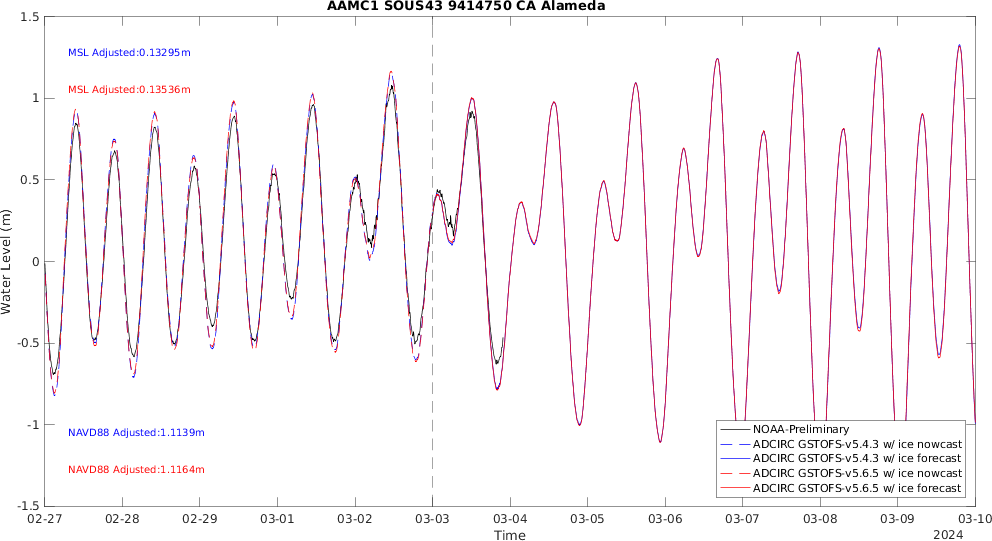 AAMC1 SOUS43 9414750 CA Alameda
1.5
1
0.5
0
-0.5
-1
-1.5
Water Level (m)
MSL Adjusted:0.13295m
MSL Adjusted:0.13536m
NAVD88 Adjusted:1.1139m
NAVD88 Adjusted:1.1164m
NOAA-Preliminary
ADCIRC GSTOFS-v5.4.3 w/ ice nowcast
ADCIRC GSTOFS-v5.4.3 w/ ice forecast
ADCIRC GSTOFS-v5.6.5 w/ ice nowcast
ADCIRC GSTOFS-v5.6.5 w/ ice forecast
02-27 02-28 02-29 03-01 03-02 03-03 03-04 03-05 03-06 03-07 03-08 03-09 03-10
Time
2024